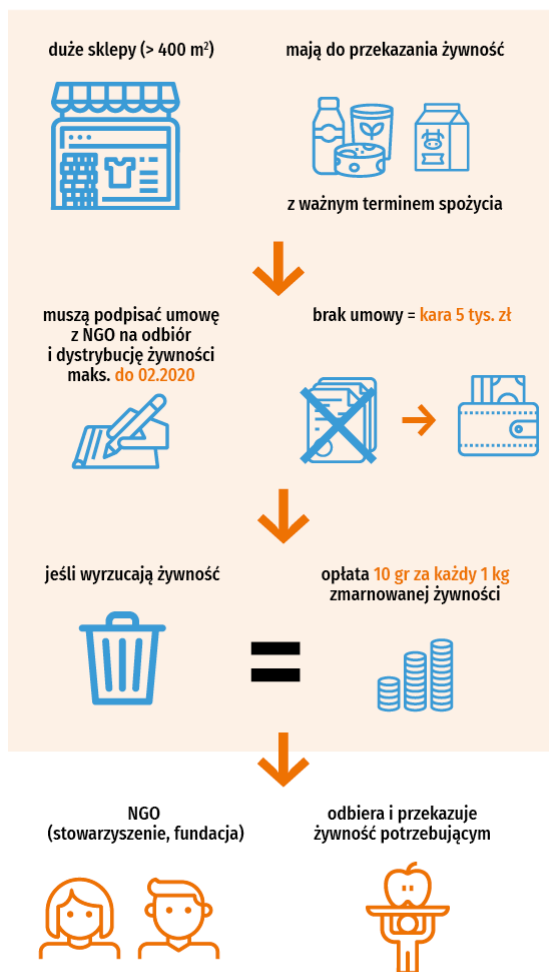 duże sklepy (> 400 m²)
mają do przekazania żywność
z ważnym terminem spożycia
muszą podpisać umowę
z NGO na odbiór
i dystrybucję żywności
maks. do 02.2020
brak umowy = kara 5 tys. zł
jeśli wyrzucają żywność
opłata 10 gr za każdy 1 kg
zmarnowanej żywności
NGO
(stowarzyszenie, fundacja)
odbiera i przekazuje
żywność potrzebującym